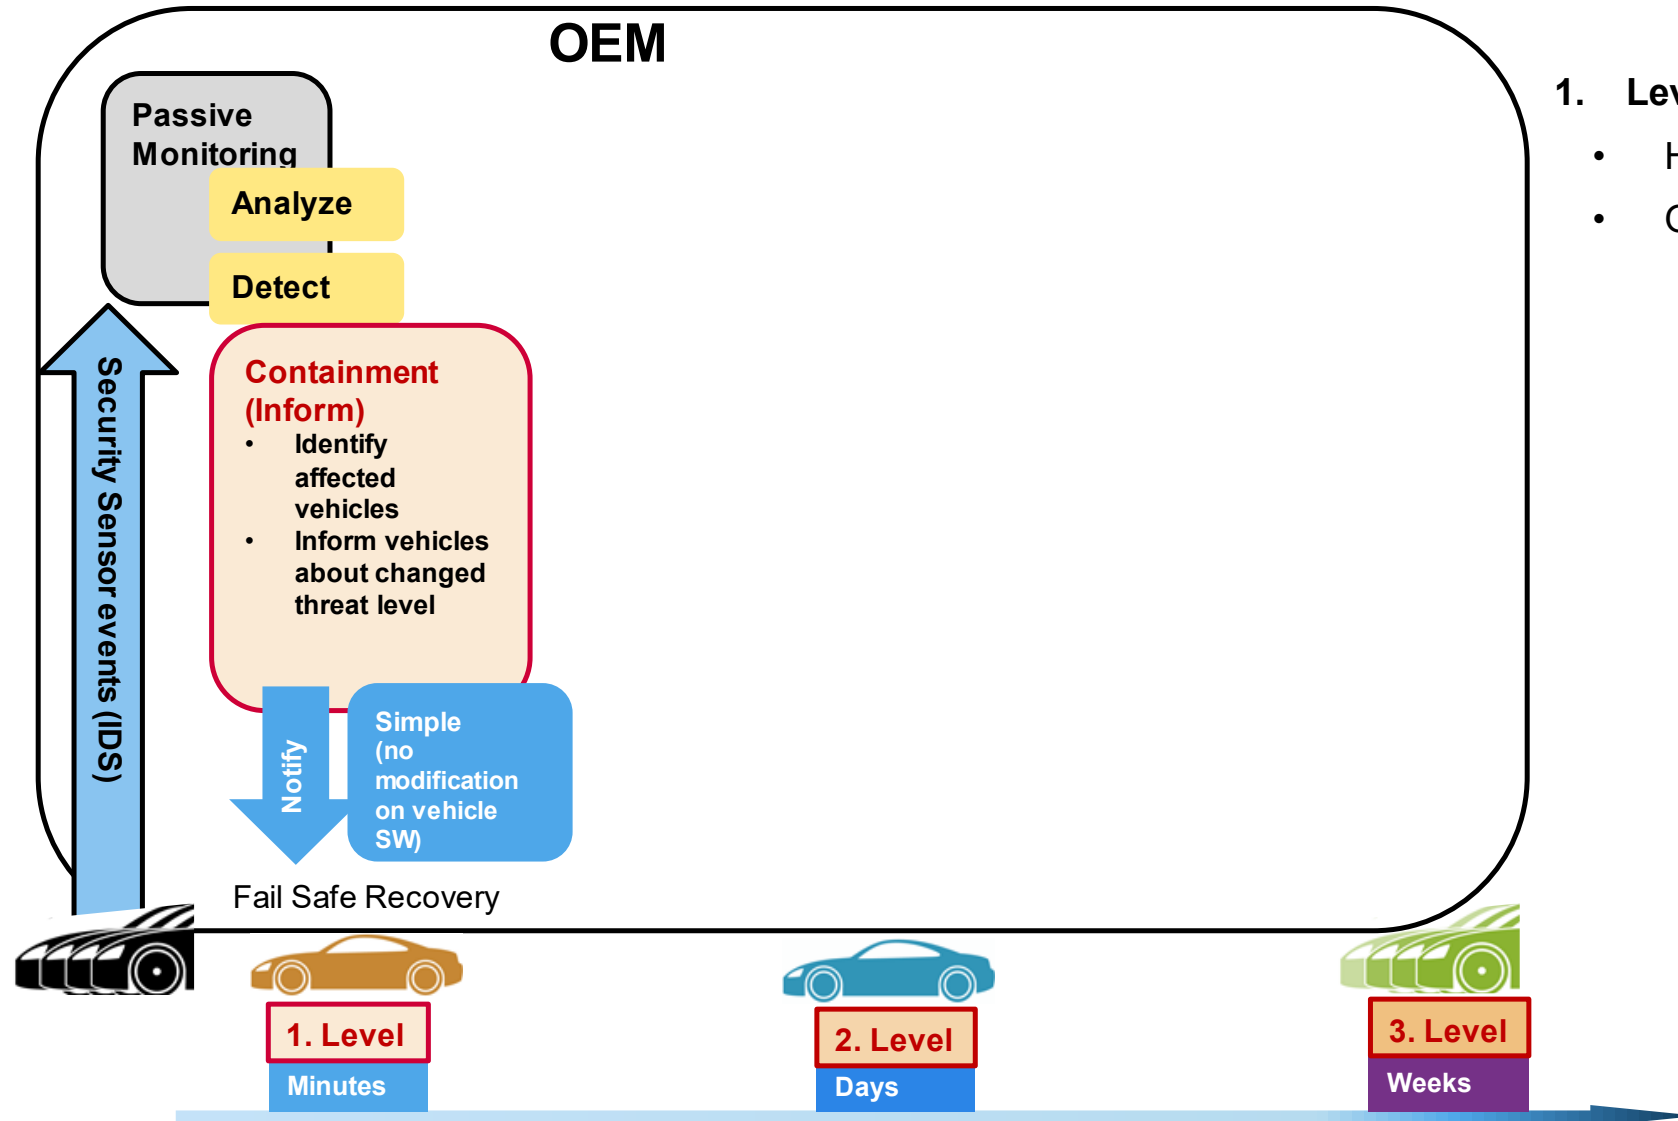 OEM
Passive
Monitoring
Analyze
Detect
Containment
(Inform)
• Identify
affected
vehicles
• Inform vehicles
about changed
threat level
Security Sensor events (IDS)
Notify
Simple
(no
modification
on vehicle
SW)
Fail Safe Recovery
1. Level
Minutes
2. Level
Days
3. Level
Weeks
1.
•
•